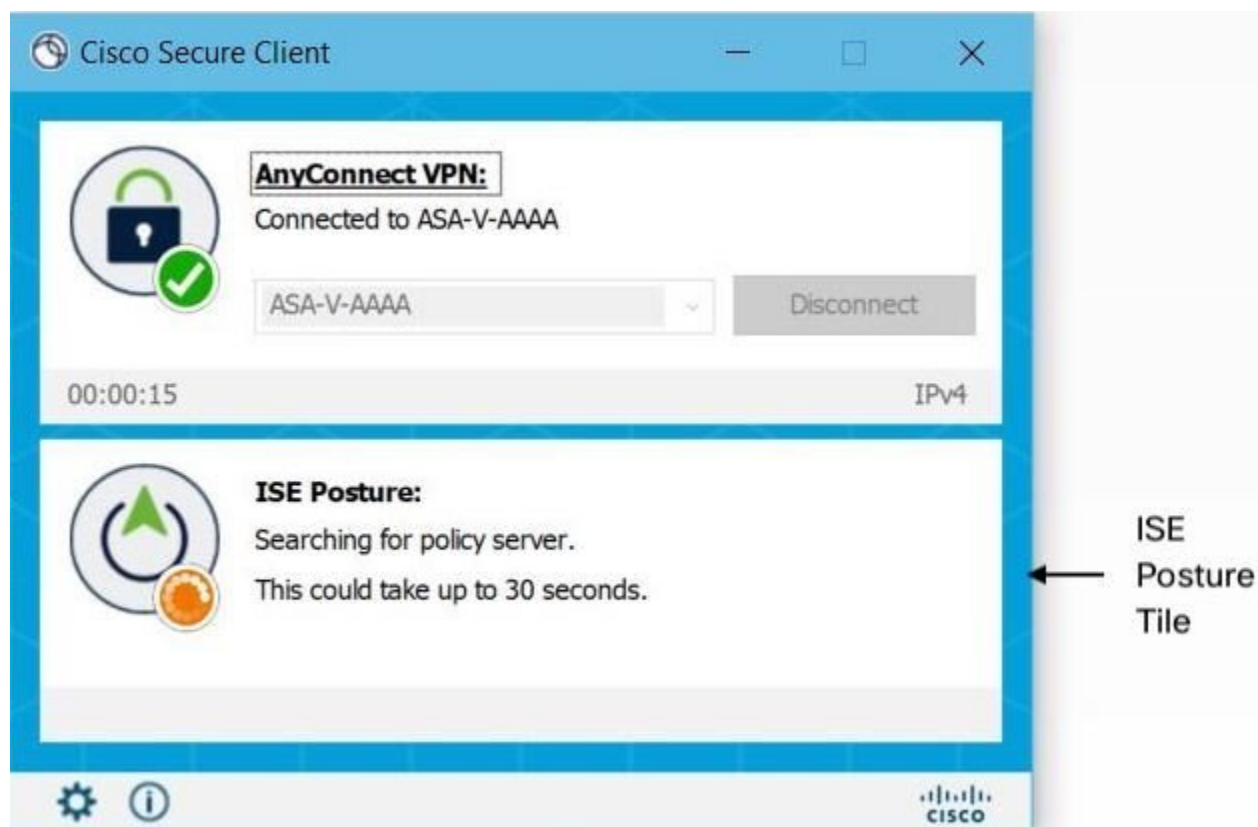 Cisco Secure Client
AnyConnect VPN:
Connected to ASA-V-AAAA
ASA-V-AAAA
Disconnect
00:00:15
IPv4
ISE Posture:
Searching for policy server.
This could take up to 30 seconds.
ISE
Posture
Tile
CISCO